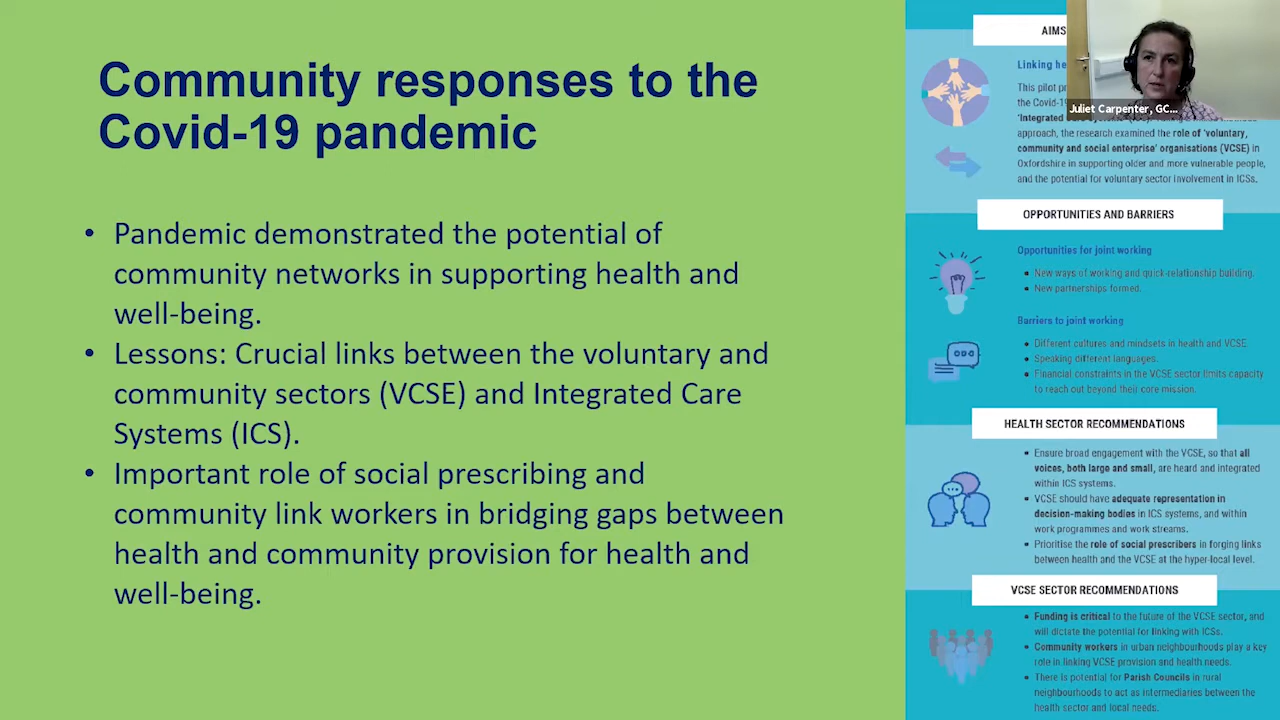 Community responses to the
Covid-19 pandemic
• Pandemic demonstrated the potential of
community networks in supporting health and
well-being.
• Lessons: Crucial links between the voluntary and
community sectors (VCSE) and Integrated Care
Systems (ICS).
• Important role of social prescribing and
community link workers in bridging gaps between
health and community provision for health and
well-being.
AIMS
Linking he
This pilot pr
the Covid-19
Juliet Carpenter, GC...
approach, the research examined the role of 'voluntary,
community and social enterprise' organisations (VCSE) in
Oxfordshire in supporting older and more vulnerable people,
and the potential for voluntary sector involvement in ICSs.
OPPORTUNITIES AND BARRIERS
Opportunities for joint working
• New ways of working and quick-relationship building.
• New partnerships formed.
Barriers to joint working
• Different cultures and mindsets in health and VCSE.
• Speaking different languages.
• Financial constraints in the VCSE sector limits capacity
to reach out beyond their core mission.
HEALTH SECTOR RECOMMENDATIONS
• Ensure broad engagement with the VCSE, so that all
voices, both large and small, are heard and integrated
within ICS systems.
• VCSE should have adequate representation in
decision-making bodies in ICS systems, and within
work programmes and work streams.
• Prioritise the role of social prescribers in forging links
between health and the VCSE at the hyper-local level.
VCSE SECTOR RECOMMENDATIONS
• Funding is critical to the future of the VCSE sector, and
will dictate the potential for linking with ICSs.
• Community workers in urban neighbourhoods play a key
role in linking VCSE provision and health needs.
• There is potential for Parish Councils in rural
neighbourhoods to act as intermediaries between the
health sector and local needs.